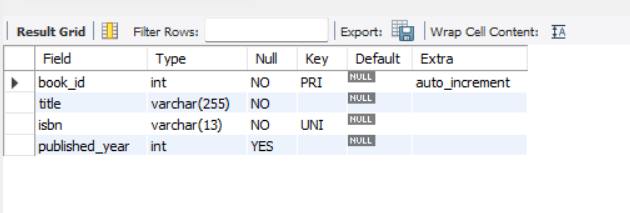 Result Grid Filter Rows: Export: Wrap Cell Content: IA
Field Type Null Key Default Extra
book_id int NO PRI NULL auto_increment
title varchar(255) NO NULL
isbn varchar(13) NO UNI NULL
published_year int YES NULL